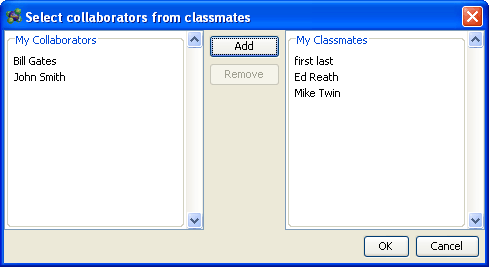 Select collaborators from classmates
My Collaborators
Bill Gates
John Smith
Add
Remove
My Classmates
first last
Ed Reath
Mike Twin
OK
Cancel